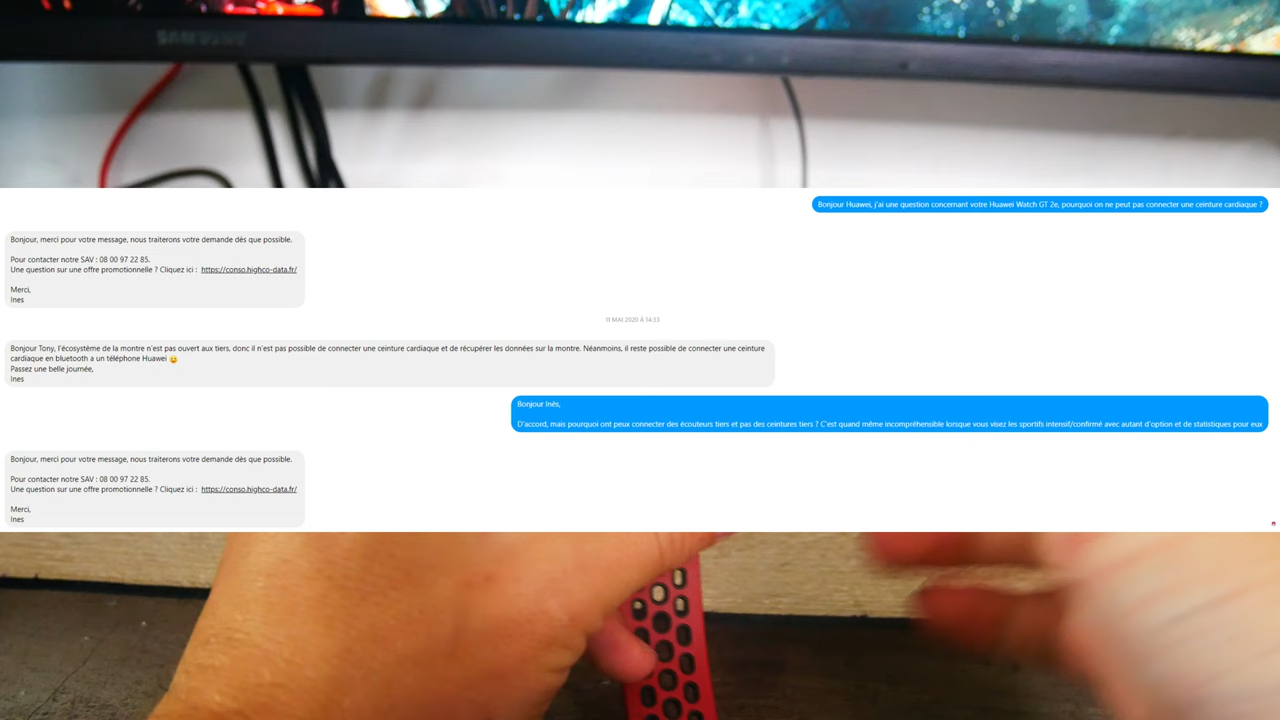 SAMSUNG
Bonjour Huawei, j'ai une question concernant votre Huawei Watch GT 2e, pourquoi on ne peut pas connecter une ceinture cardiaque ?
Bonjour, merci pour votre message, nous traiterons votre demande dès que possible.
Pour contacter notre SAV : 08 00 97 22 85.
Une question sur une offre promotionnelle ? Cliquez ici : https://conso.highco-data.fr/
Merci,
Ines
11 MAI 2020 À 14:33
Bonjour Tony, l'écosystème de la montre n'est pas ouvert aux tiers, donc il n'est pas possible de connecter une ceinture cardiaque et de récupérer les données sur la montre. Néanmoins, il reste possible de connecter une ceinture
cardiaque en bluetooth a un téléphone Huawei 😀
Passez une belle journée,
Ines
Bonjour Inès,
D'accord, mais pourquoi ont peux connecter des écouteurs tiers et pas des ceintures tiers ? C'est quand même incompréhensible lorsque vous visez les sportifs intensif/confirmé avec autant d'option et de statistiques pour eux
Bonjour, merci pour votre message, nous traiterons votre demande dès que possible.
Pour contacter notre SAV : 08 00 97 22 85.
Une question sur une offre promotionnelle ? Cliquez ici : https://conso.highco-data.fr/
Merci,
Ines